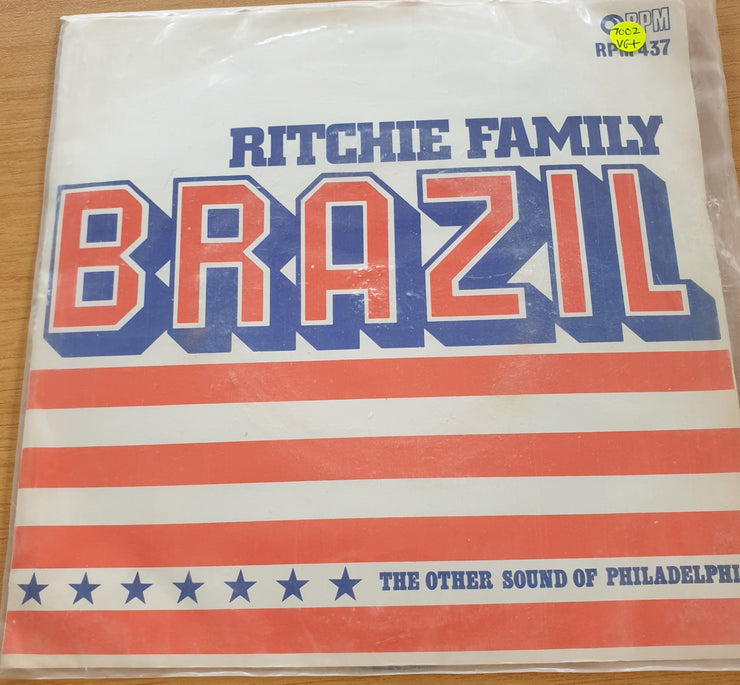 RPM
7002
VG+
RPM 437
RITCHIE FAMILY
BRAZIL
THE OTHER SOUND OF PHILADELPHI